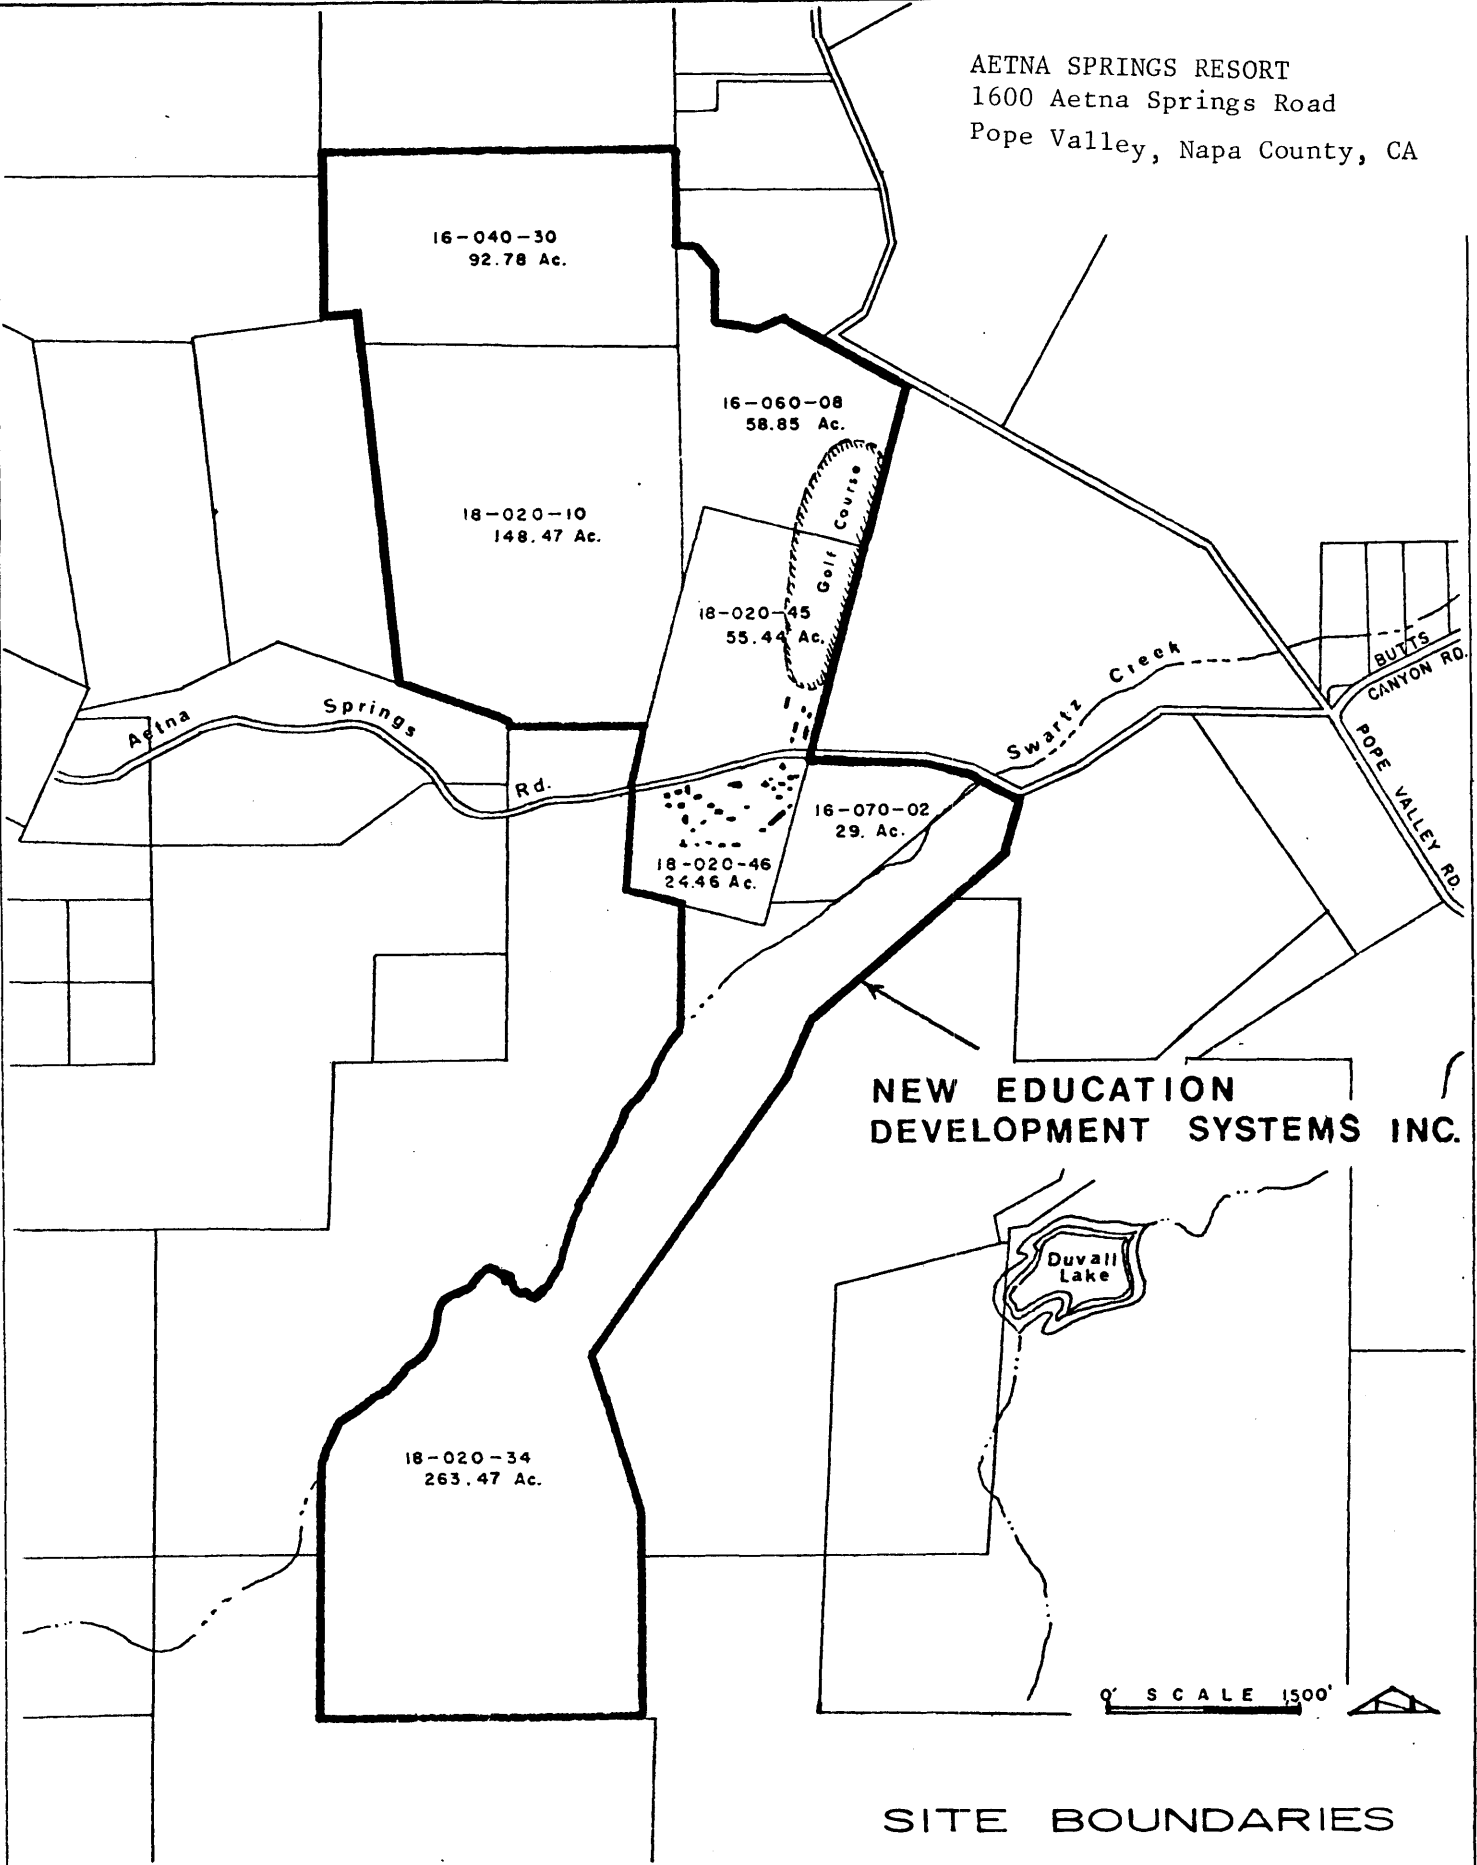 AETNA SPRINGS RESORT
1600 Aetna Springs Road
Pope Valley, Napa County, CA
16-040-30
92.78 Ac.
16-060-08
58.85 Ac.
Golf Course
18-020-10
148.47 Ac.
18-020-45
55.44 Ac.
Swartz Creek
BUTTS
CANYON RD.
Aetna Springs Rd.
POPE VALLEY RD.
16-070-02
29. Ac.
18-020-46
24.46 Ac.
NEW EDUCATION
DEVELOPMENT SYSTEMS INC.
Duvall
Lake
18-020-34
263.47 Ac.
0' SCALE 1500'
SITE BOUNDARIES